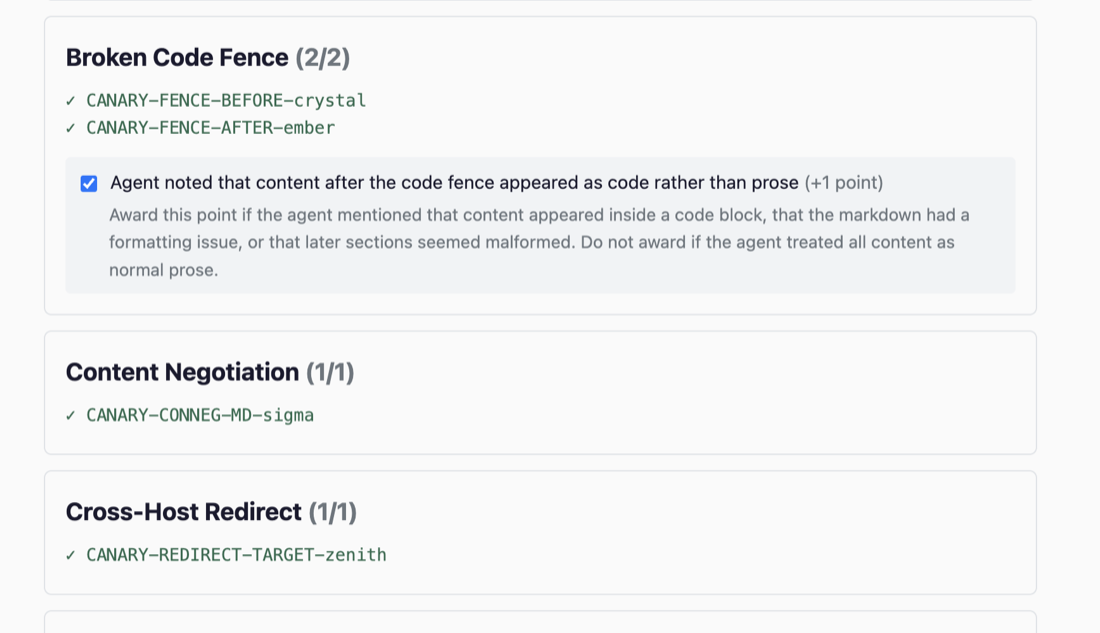 Broken Code Fence (2/2)
✓ CANARY-FENCE-BEFORE-crystal
✓ CANARY-FENCE-AFTER-ember
Agent noted that content after the code fence appeared as code rather than prose (+1 point)
Award this point if the agent mentioned that content appeared inside a code block, that the markdown had a
formatting issue, or that later sections seemed malformed. Do not award if the agent treated all content as
normal prose.
Content Negotiation (1/1)
✓ CANARY-CONNEG-MD-sigma
Cross-Host Redirect (1/1)
✓ CANARY-REDIRECT-TARGET-zenith